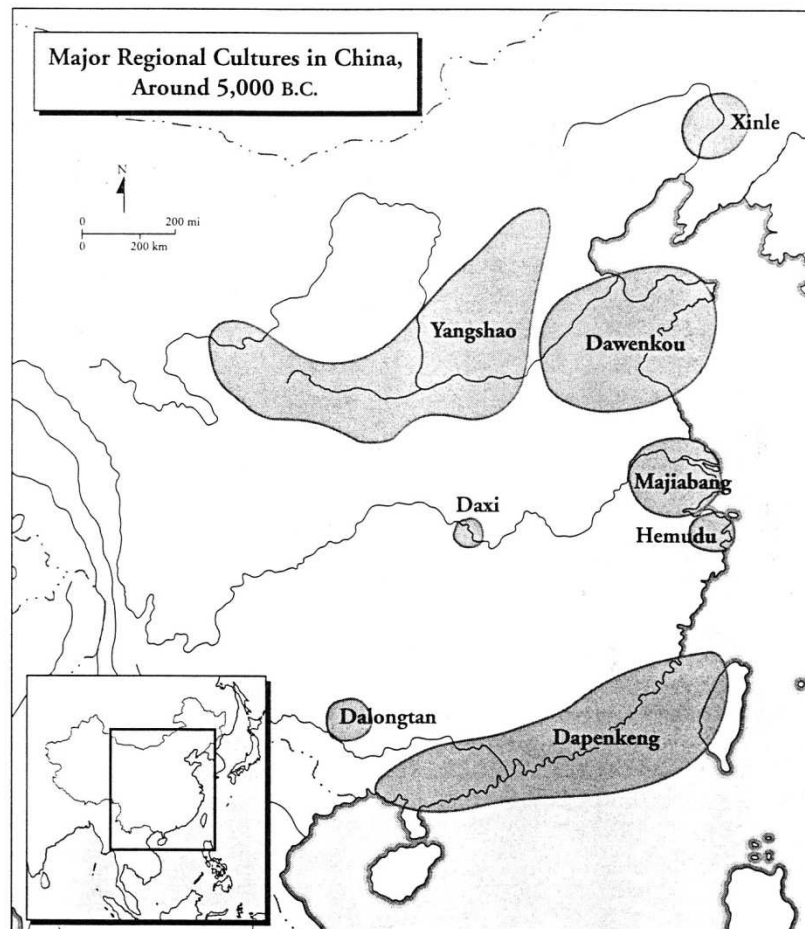 Major Regional Cultures in China,
Around 5,000 B.C.
Xinle
N
0 200 mi
0 200 km
Yangshao
Dawenkou
Majiabang
Daxi
Hemudu
Dalongtan
Dapenkeng